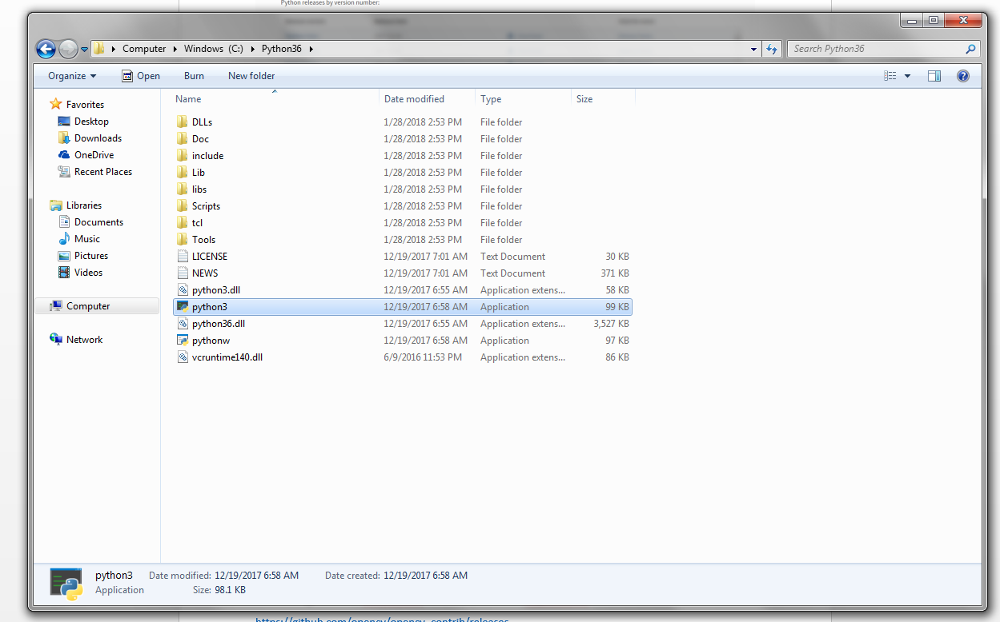 Python releases by version number:
Computer Windows (C:) Python36 Search Python36
Organize Open Burn New folder
Name Date modified Type Size
Favorites
Desktop
Downloads
OneDrive
Recent Places
Libraries
Documents
Music
Pictures
Videos
Computer
Network
DLLs 1/28/2018 2:53 PM File folder
Doc 1/28/2018 2:53 PM File folder
include 1/28/2018 2:53 PM File folder
Lib 1/28/2018 2:53 PM File folder
libs 1/28/2018 2:53 PM File folder
Scripts 1/28/2018 2:53 PM File folder
tcl 1/28/2018 2:53 PM File folder
Tools 1/28/2018 2:53 PM File folder
LICENSE 12/19/2017 7:01 AM Text Document 30 KB
NEWS 12/19/2017 7:01 AM Text Document 371 KB
python3.dll 12/19/2017 6:55 AM Application extens... 58 KB
python3 12/19/2017 6:58 AM Application 99 KB
python36.dll 12/19/2017 6:55 AM Application extens... 3,527 KB
pythonw 12/19/2017 6:58 AM Application 97 KB
vcruntime140.dll 6/9/2016 11:53 PM Application extens... 86 KB
python3 Date modified: 12/19/2017 6:58 AM Date created: 12/19/2017 6:58 AM
Application Size: 98.1 KB
https://github.com/opencv/opencv_contrib/releases